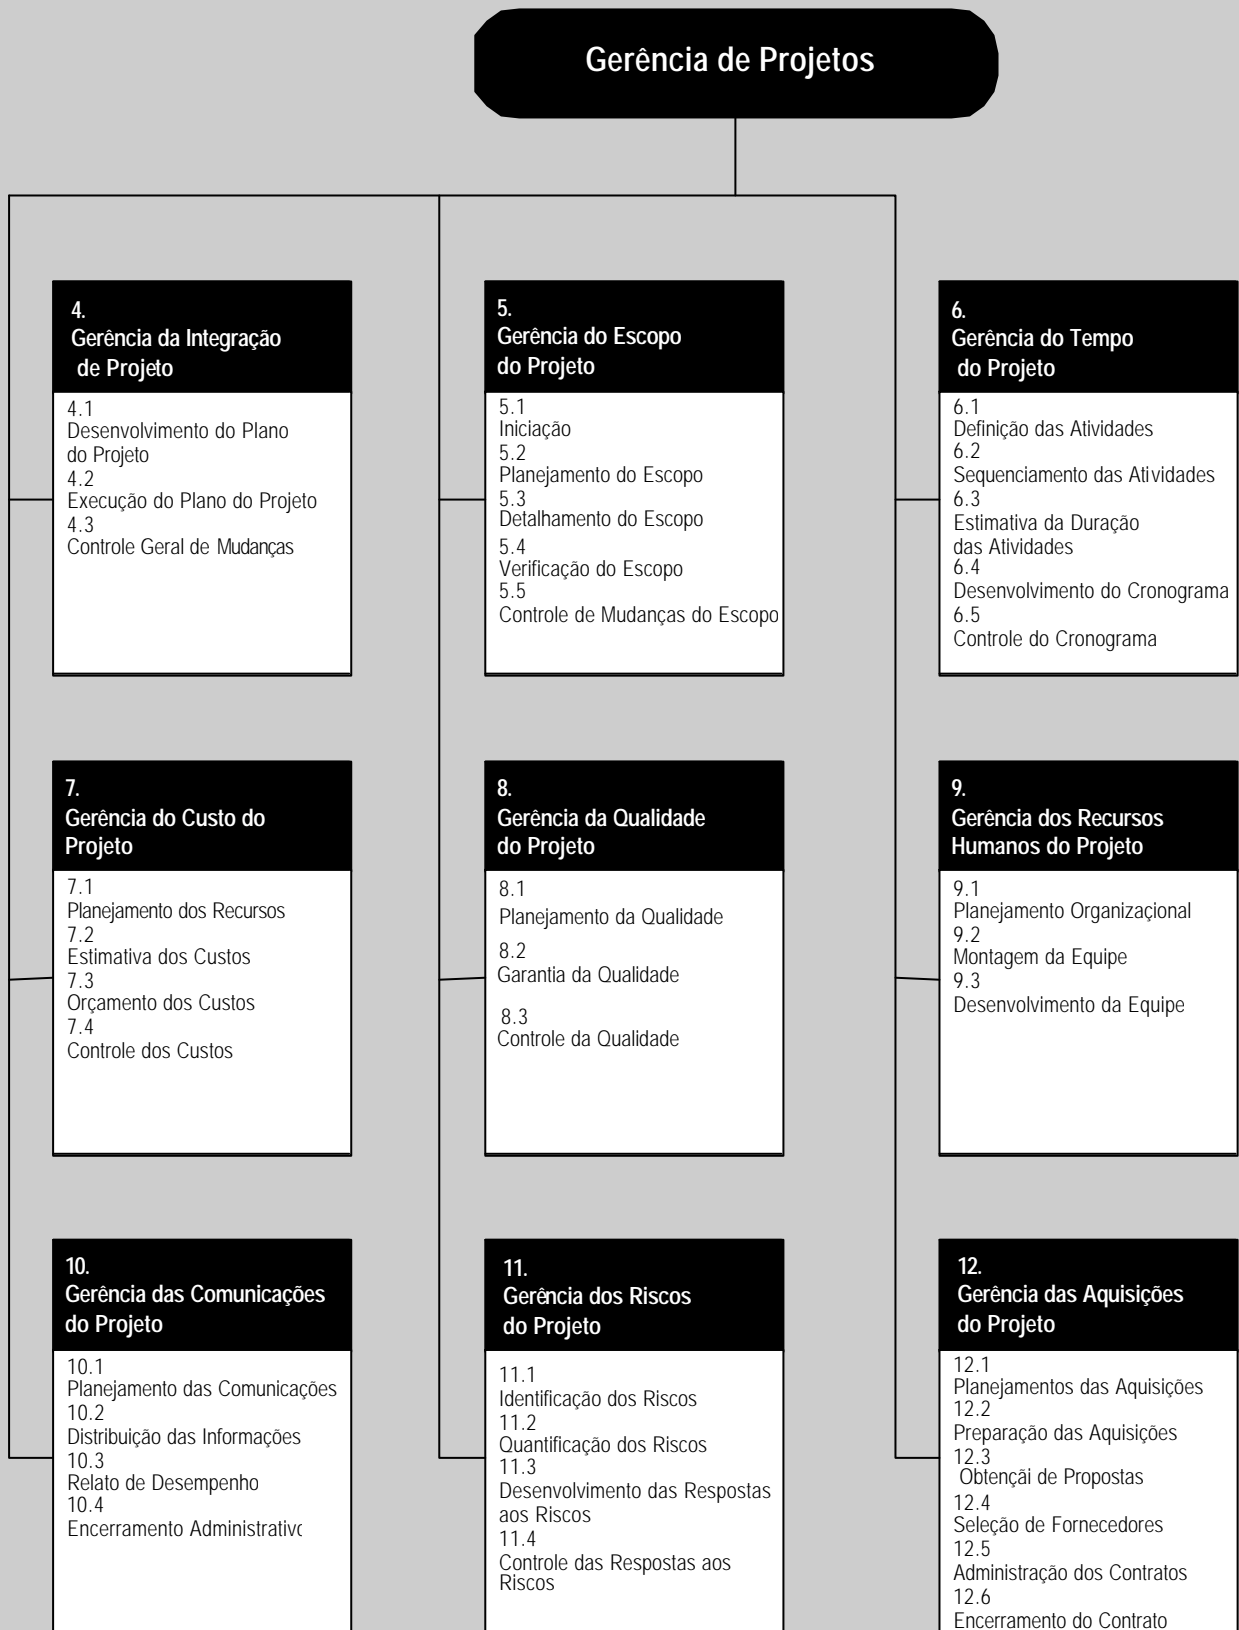 Gerência de Projetos
4.
Gerência da Integração
de Projeto
4.1
Desenvolvimento do Plano
do Projeto
4.2
Execução do Plano do Projeto
4.3
Controle Geral de Mudanças
5.
Gerência do Escopo
do Projeto
5.1
Iniciação
5.2
Planejamento do Escopo
5.3
Detalhamento do Escopo
5.4
Verificação do Escopo
5.5
Controle de Mudanças do Escopo
6.
Gerência do Tempo
do Projeto
6.1
Definição das Atividades
6.2
Sequenciamento das Atividades
6.3
Estimativa da Duração
das Atividades
6.4
Desenvolvimento do Cronograma
6.5
Controle do Cronograma
7.
Gerência do Custo do
Projeto
7.1
Planejamento dos Recursos
7.2
Estimativa dos Custos
7.3
Orçamento dos Custos
7.4
Controle dos Custos
8.
Gerência da Qualidade
do Projeto
8.1
Planejamento da Qualidade
8.2
Garantia da Qualidade
8.3
Controle da Qualidade
9.
Gerência dos Recursos
Humanos do Projeto
9.1
Planejamento Organizaçional
9.2
Montagem da Equipe
9.3
Desenvolvimento da Equipe
10.
Gerência das Comunicações
do Projeto
10.1
Planejamento das Comunicações
10.2
Distribuição das Informações
10.3
Relato de Desempenho
10.4
Encerramento Administrativo
11.
Gerência dos Riscos
do Projeto
11.1
Identificação dos Riscos
11.2
Quantificação dos Riscos
11.3
Desenvolvimento das Respostas
aos Riscos
11.4
Controle das Respostas aos
Riscos
12.
Gerência das Aquisições
do Projeto
12.1
Planejamentos das Aquisições
12.2
Preparação das Aquisições
12.3
Obtençãi de Propostas
12.4
Seleção de Fornecedores
12.5
Administração dos Contratos
12.6
Encerramento do Contrato